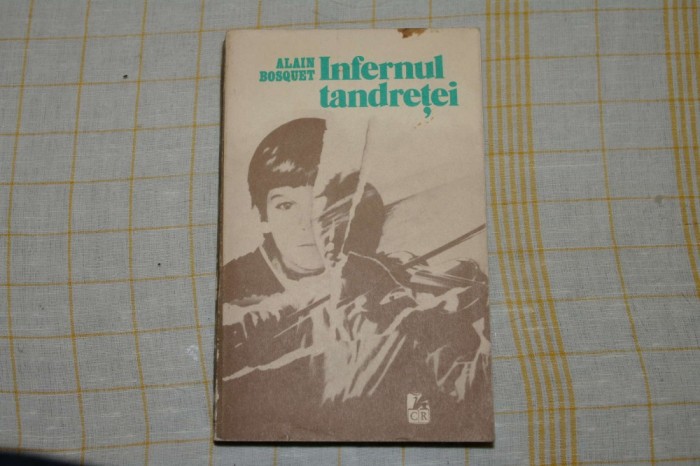 ALAIN
BOSQUET
Infernul
tandreței
CR